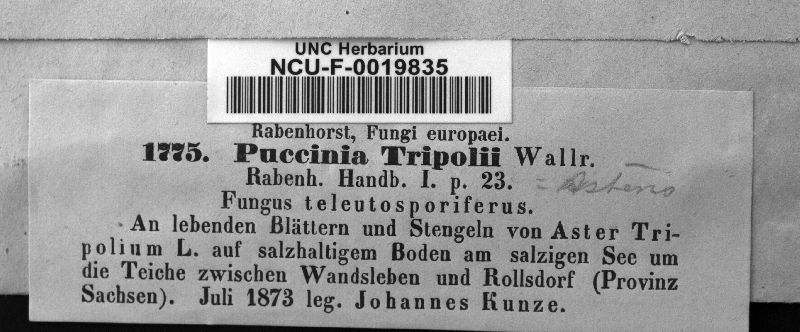 UNC Herbarium
NCU-F-0019835
Rabenhorst, Fungi europaei.
1775. Puccinia Tripolii Wallr.
Rabenh. Handb. I. p. 23. = Asteris
Fungus teleutosporiferus.
An lebenden Blättern und Stengeln von Aster Tri-
polium L. auf salzhaltigem Boden am salzigen See um
die Teiche zwischen Wandsleben und Rollsdorf (Provinz
Sachsen). Juli 1873 leg. Johannes Kunze.